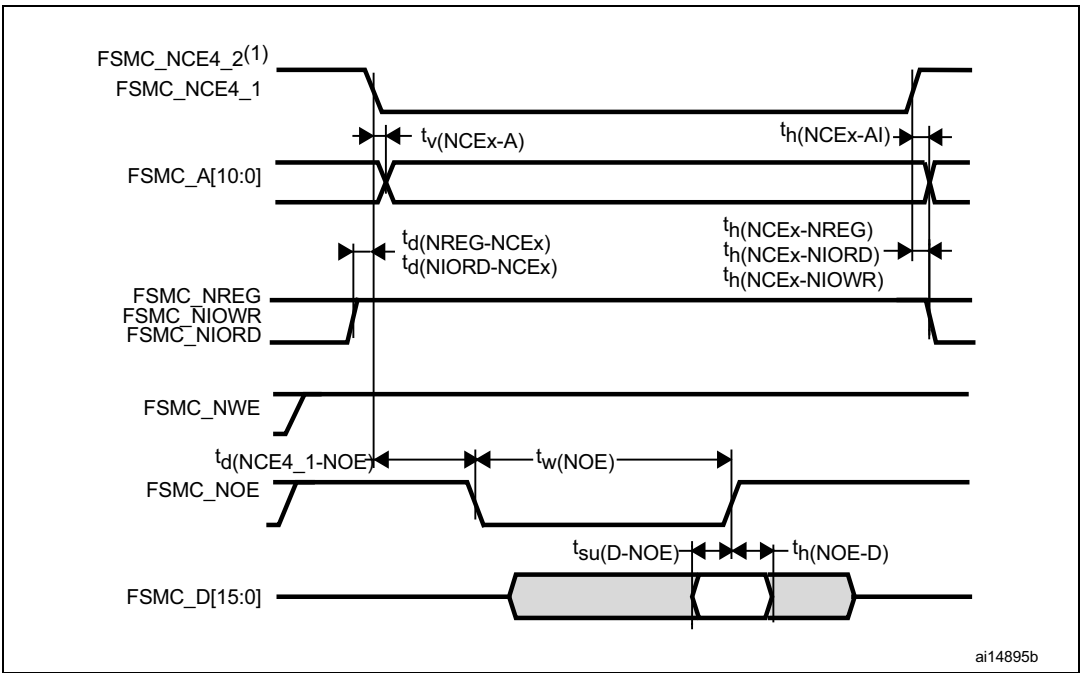 FSMC_NCE4_2(1)
FSMC_NCE4_1
tv(NCEx-A)
th(NCEx-AI)
FSMC_A[10:0]
td(NREG-NCEx)
td(NIORD-NCEx)
th(NCEx-NREG)
th(NCEx-NIORD)
th(NCEx-NIOWR)
FSMC_NREG
FSMC_NIOWR
FSMC_NIORD
FSMC_NWE
td(NCE4_1-NOE)
tw(NOE)
FSMC_NOE
tsu(D-NOE)
th(NOE-D)
FSMC_D[15:0]
ai14895b